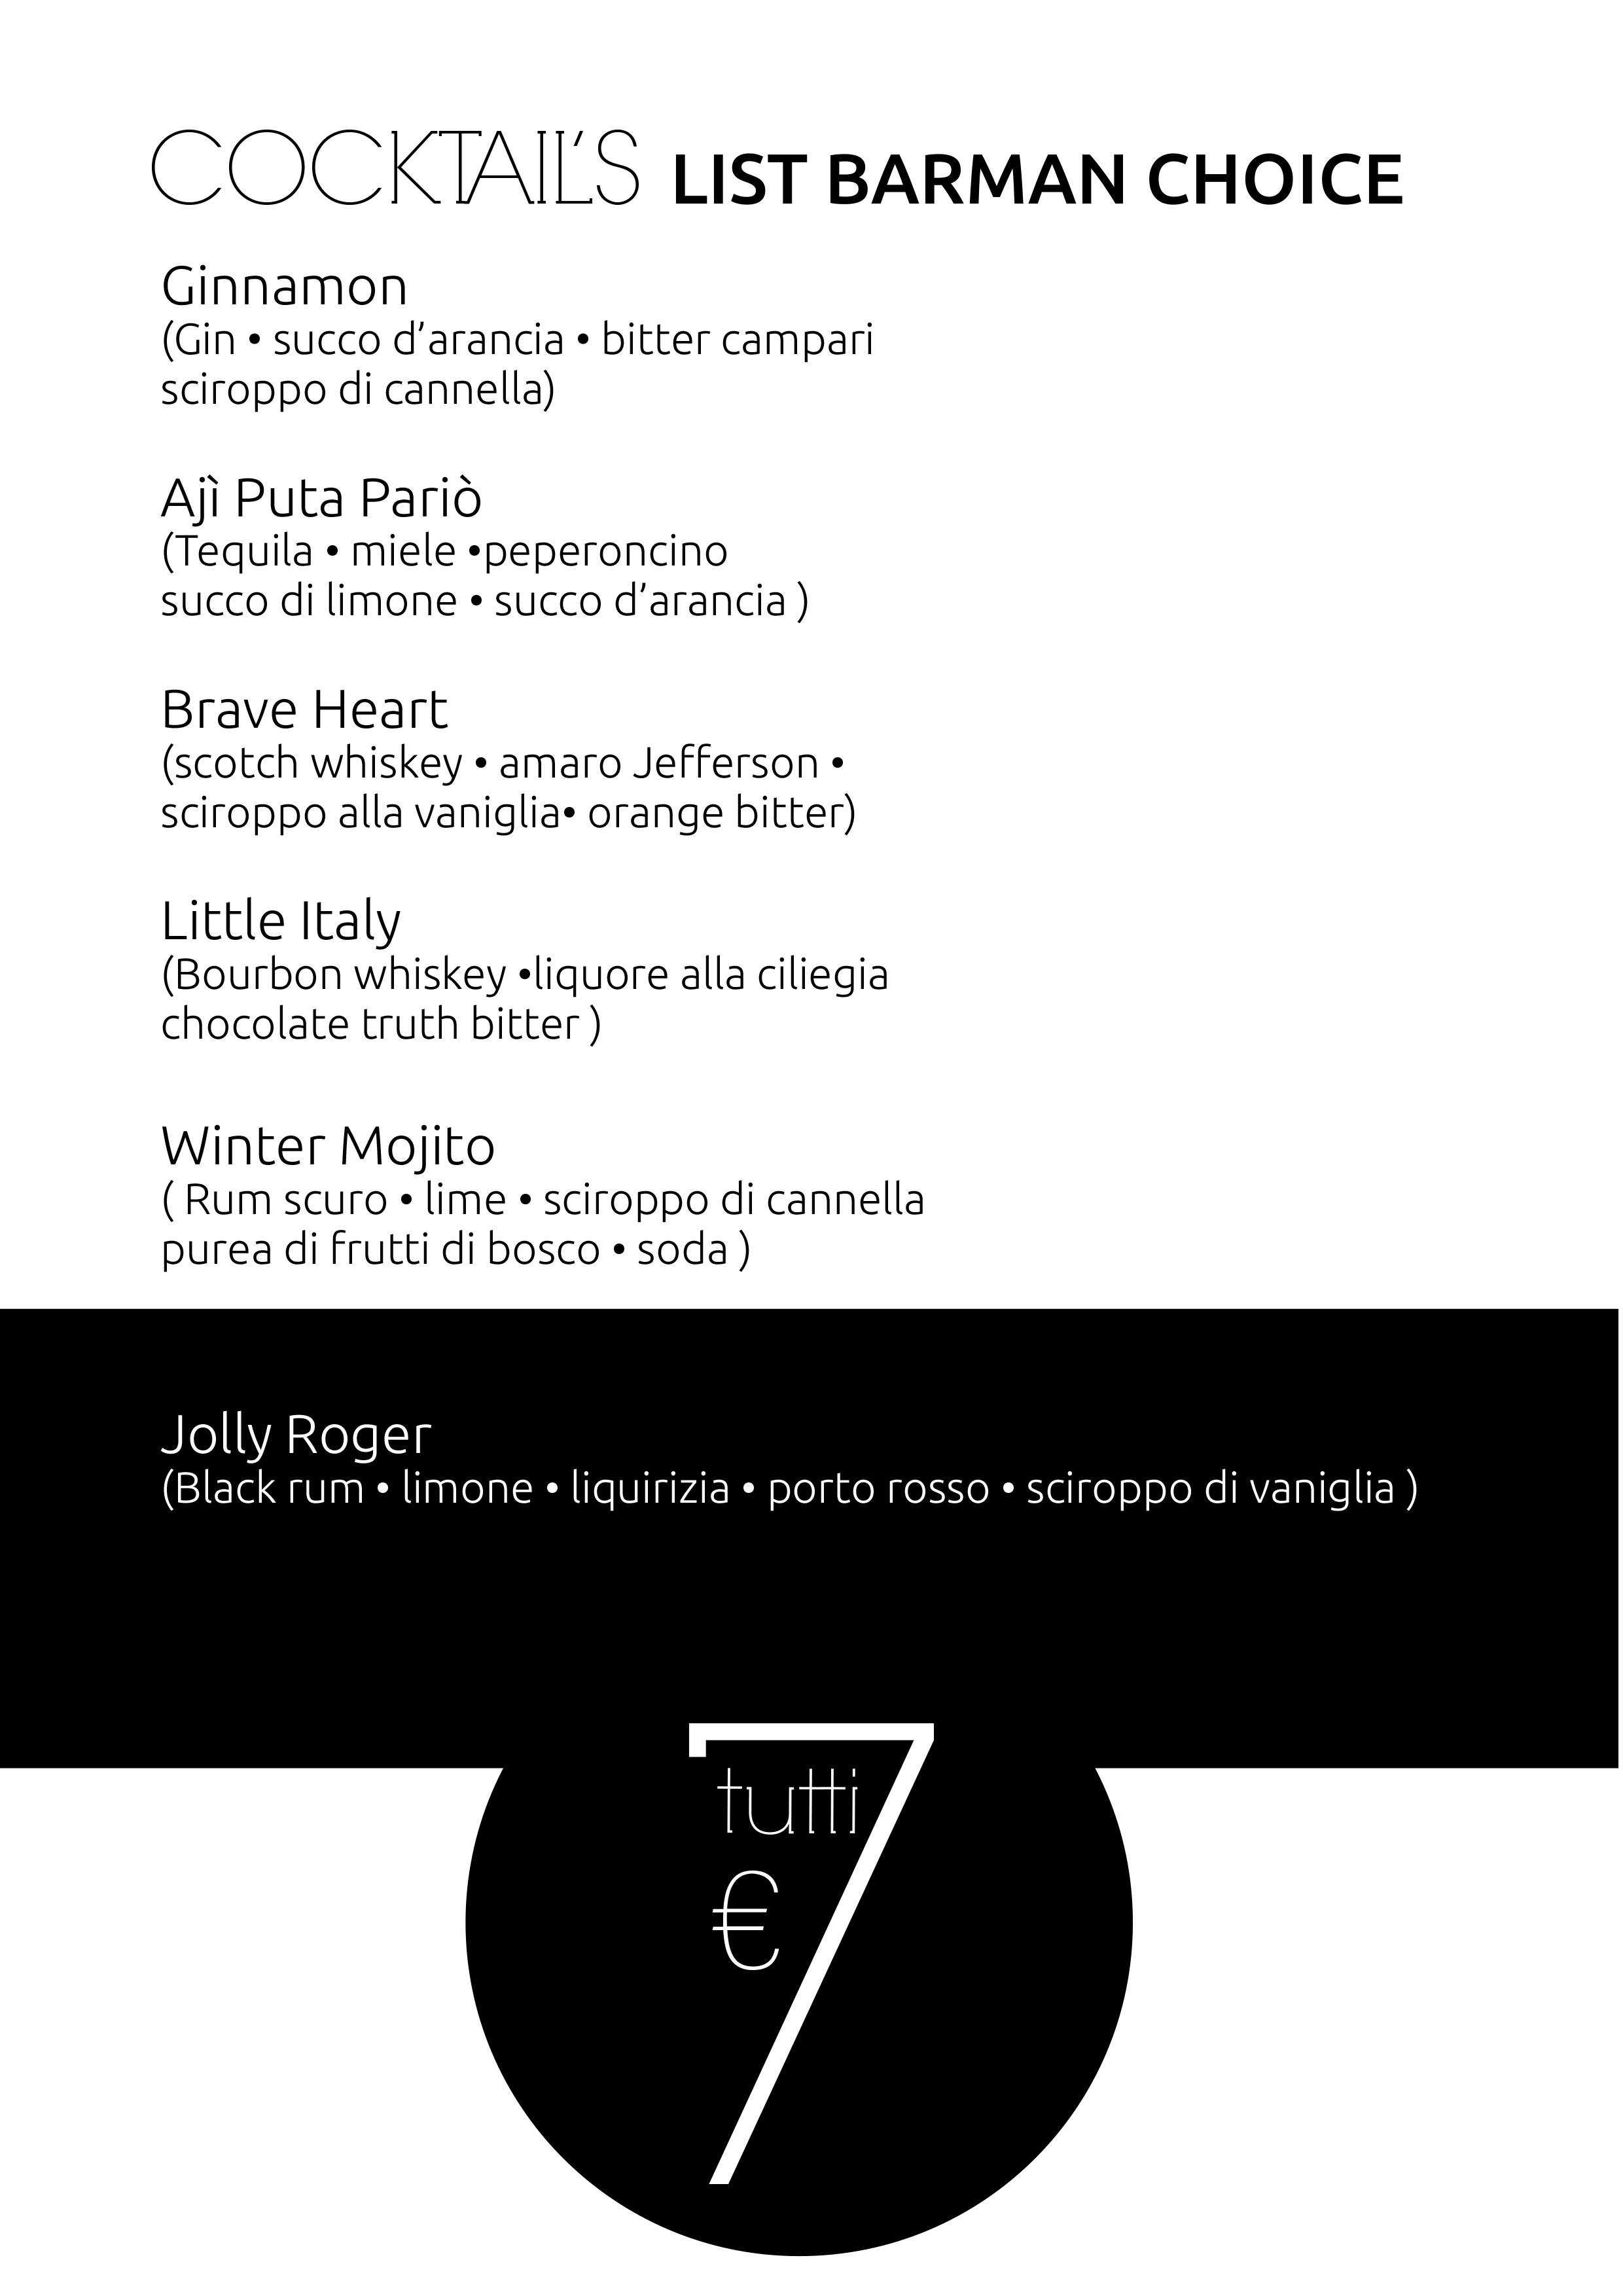 COCKTAIL'S LIST BARMAN CHOICE
Ginnamon
(Gin • succo d’arancia • bitter campari
sciroppo di cannella)
Ajì Puta Pariò
(Tequila • miele •peperoncino
succo di limone • succo d’arancia )
Brave Heart
(scotch whiskey • amaro Jefferson •
sciroppo alla vaniglia• orange bitter)
Little Italy
(Bourbon whiskey •liquore alla ciliegia
chocolate truth bitter )
Winter Mojito
( Rum scuro • lime • sciroppo di cannella
purea di frutti di bosco • soda )
Jolly Roger
(Black rum • limone • liquirizia • porto rosso • sciroppo di vaniglia )
tutti
€ 7